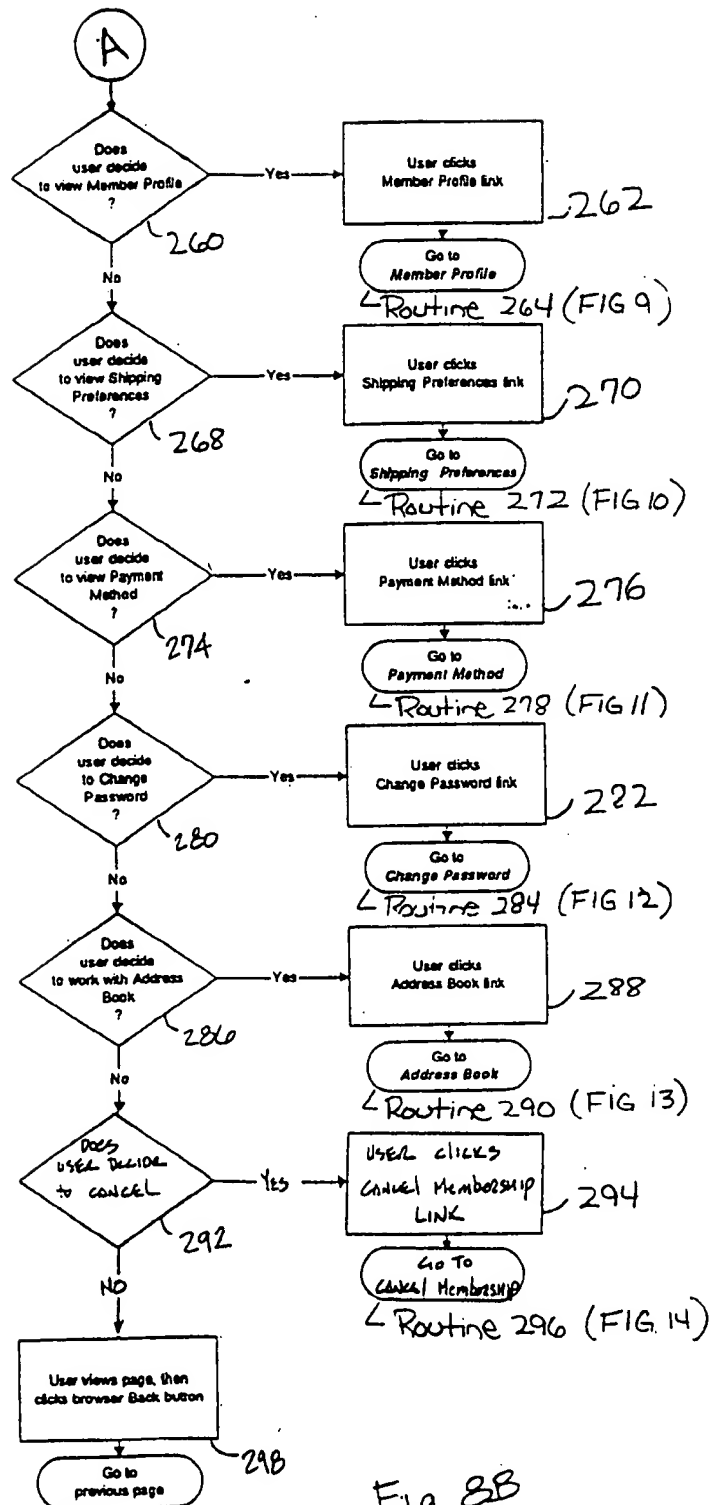 A
Does
user decide
to view Member Profile
?
Yes
User clicks
Member Profile link
262
260
Go to
Member Profile
Routine 264 (FIG 9)
No
Does
user decide
to view Shipping
Preferences
?
Yes
User clicks
Shipping Preferences link
270
268
Go to
Shipping Preferences
Routine 272 (FIG 10)
No
Does
user decide
to view Payment
Method
?
Yes
User clicks
Payment Method link
276
274
Go to
Payment Method
Routine 278 (FIG 11)
No
Does
user decide
to Change
Password
?
Yes
User clicks
Change Password link
282
280
Go to
Change Password
Routine 284 (FIG 12)
No
Does
user decide
to work with Address
Book
?
Yes
User clicks
Address Book link
288
286
Go to
Address Book
Routine 290 (FIG 13)
No
DOES
USER DECIDE
to CANCEL
YES
USER clicks
CANCEL MembersHIP
LINK
294
292
Go To
CANCEL MembersHIP
Routine 296 (FIG. 14)
NO
User views page, then
clicks browser Back button
298
Go to
previous page
Fig. 8B